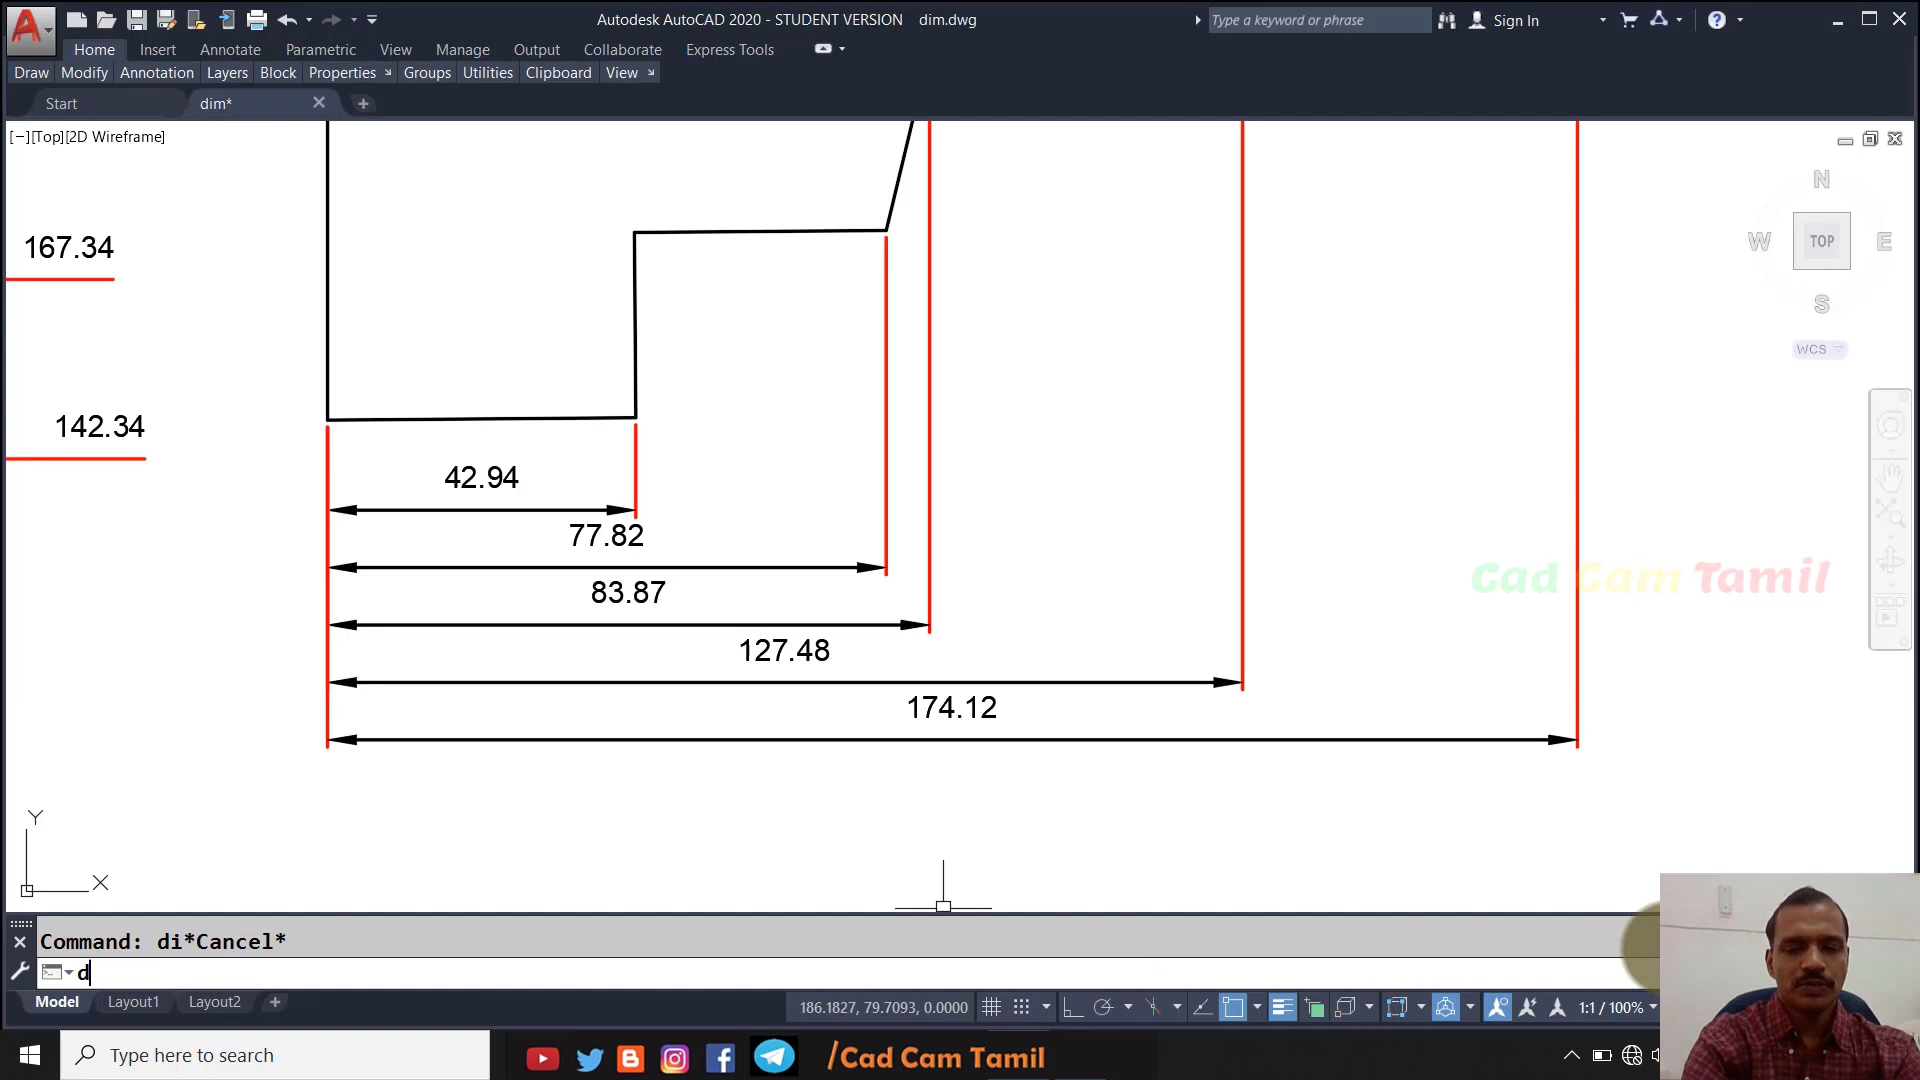 Autodesk AutoCAD 2020 - STUDENT VERSION dim.dwg
Type a keyword or phrase
Sign In
Home Insert Annotate Parametric View Manage Output Collaborate Express Tools
Draw Modify Annotation Layers Block Properties Groups Utilities Clipboard View
Start dim*
[−][Top][2D Wireframe]
N
W TOP E
S
WCS
167.34
142.34
42.94
77.82
83.87
127.48
174.12
Cad Cam Tamil
Y
X
Command: di*Cancel*
d
Model Layout1 Layout2
186.1827, 79.7093, 0.0000
1:1 / 100%
Type here to search
/Cad Cam Tamil